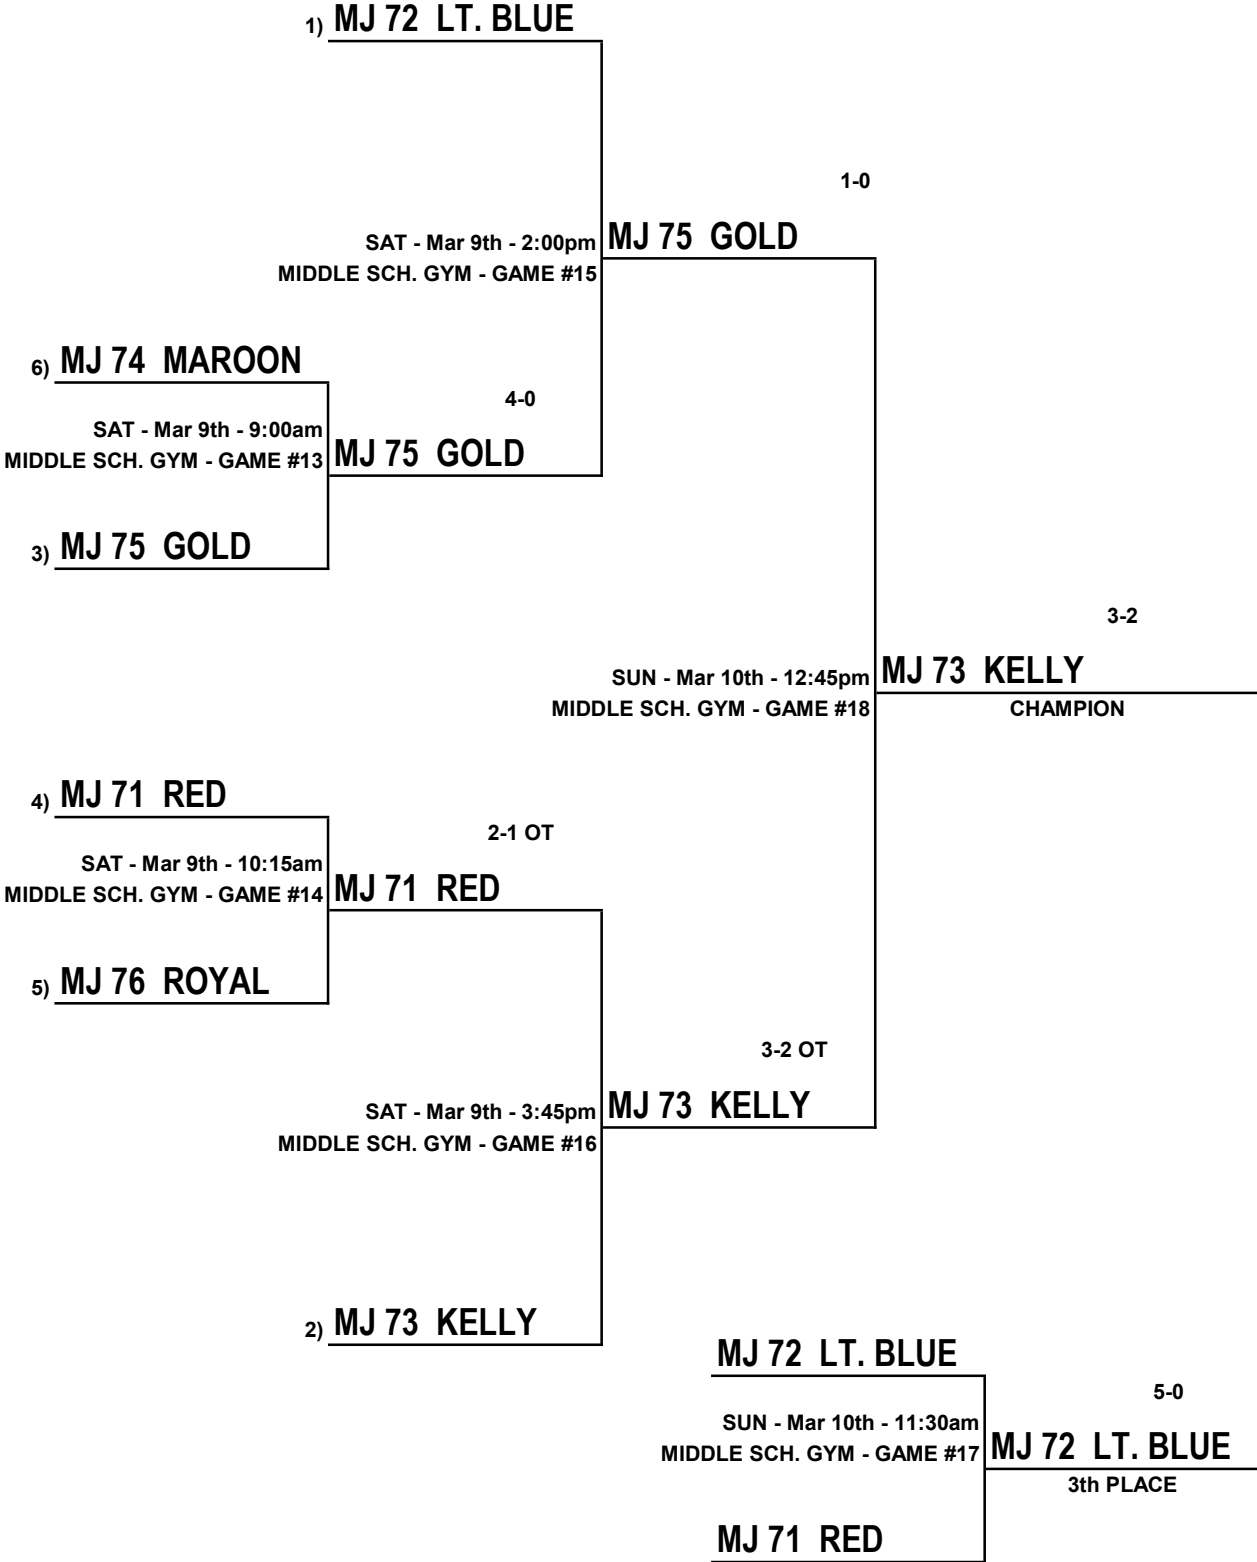 1) MJ 72 LT. BLUE
1-0
SAT - Mar 9th - 2:00pm
MJ 75 GOLD
MIDDLE SCH. GYM - GAME #15
6) MJ 74 MAROON
4-0
SAT - Mar 9th - 9:00am
MIDDLE SCH. GYM - GAME #13
MJ 75 GOLD
3) MJ 75 GOLD
3-2
SUN - Mar 10th - 12:45pm
MJ 73 KELLY
MIDDLE SCH. GYM - GAME #18
CHAMPION
4) MJ 71 RED
2-1 OT
SAT - Mar 9th - 10:15am
MIDDLE SCH. GYM - GAME #14
MJ 71 RED
5) MJ 76 ROYAL
3-2 OT
SAT - Mar 9th - 3:45pm
MJ 73 KELLY
MIDDLE SCH. GYM - GAME #16
2) MJ 73 KELLY
MJ 72 LT. BLUE
5-0
SUN - Mar 10th - 11:30am
MIDDLE SCH. GYM - GAME #17
MJ 72 LT. BLUE
3th PLACE
MJ 71 RED